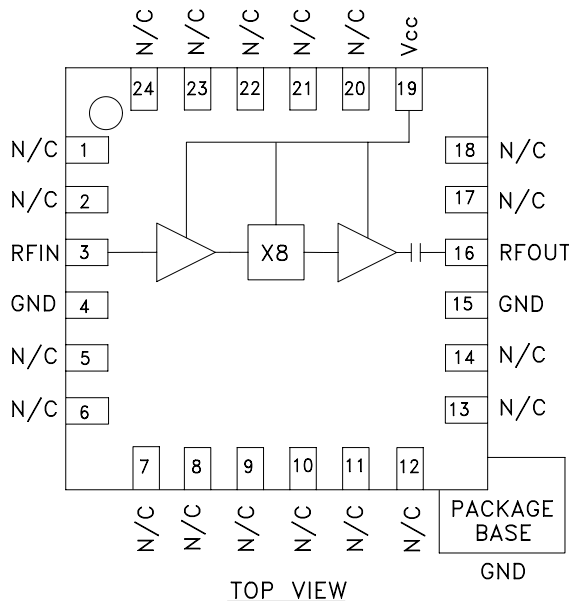 N/C N/C N/C N/C N/C Vcc
24 23 22 21 20 19
N/C 1
18 N/C
N/C 2
17 N/C
RFIN 3
X8
16 RFOUT
GND 4
15 GND
N/C 5
14 N/C
N/C 6
13 N/C
7 8 9 10 11 12
N/C N/C N/C N/C N/C N/C
PACKAGE
BASE
GND
TOP VIEW